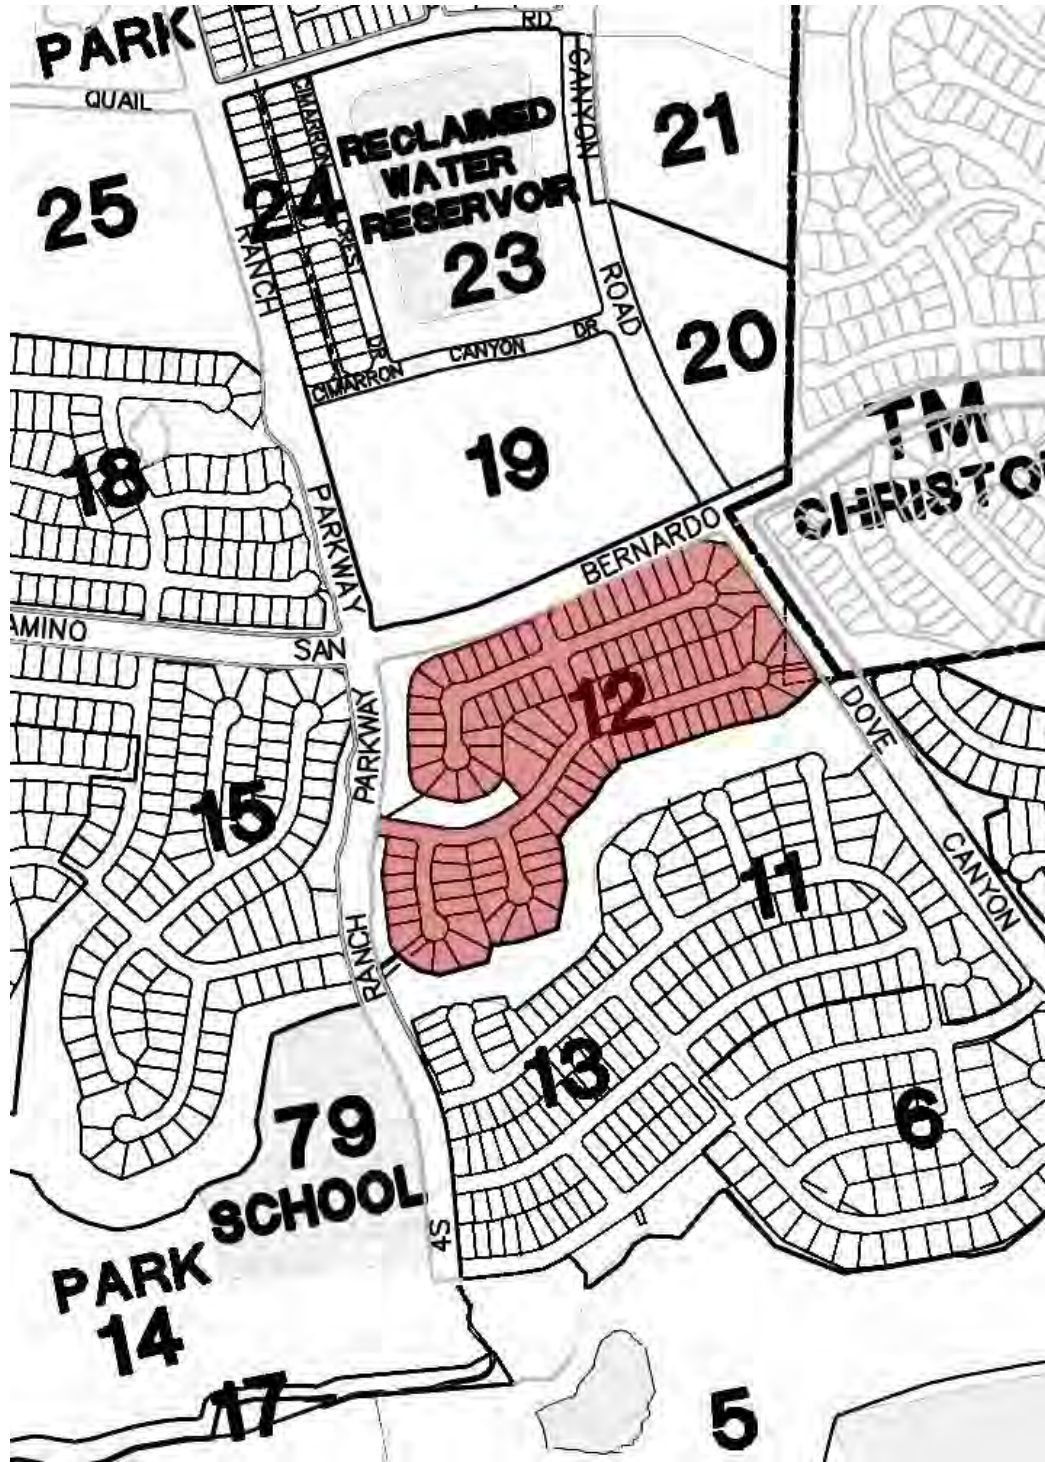 PARK
RD
QUAIL
CANYON
CIMARRON
RECLAIMED
WATER
RESERVOIR
21
25
24
CREST
RANCH
23
ROAD
DR
DR
CANYON
CIMARRON
20
TM
18
19
PARKWAY
BERNARDO
AMINO
SAN
12
PARKWAY
DOVE
15
11
CANYON
RANCH
13
79
6
SCHOOL
4S
PARK
14
17
5